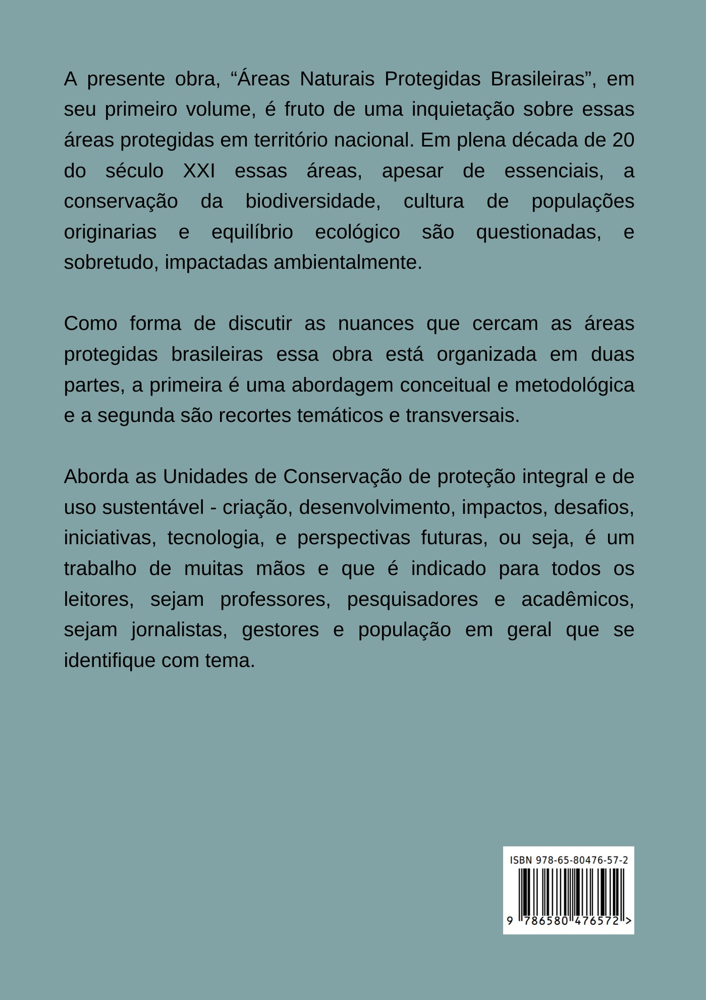 A presente obra, “Áreas Naturais Protegidas Brasileiras”, em
seu primeiro volume, é fruto de uma inquietação sobre essas
áreas protegidas em território nacional. Em plena década de 20
do século XXI essas áreas, apesar de essenciais, a
conservação da biodiversidade, cultura de populações
originarias e equilíbrio ecológico são questionadas, e
sobretudo, impactadas ambientalmente.
Como forma de discutir as nuances que cercam as áreas
protegidas brasileiras essa obra está organizada em duas
partes, a primeira é uma abordagem conceitual e metodológica
e a segunda são recortes temáticos e transversais.
Aborda as Unidades de Conservação de proteção integral e de
uso sustentável - criação, desenvolvimento, impactos, desafios,
iniciativas, tecnologia, e perspectivas futuras, ou seja, é um
trabalho de muitas mãos e que é indicado para todos os
leitores, sejam professores, pesquisadores e acadêmicos,
sejam jornalistas, gestores e população em geral que se
identifique com tema.
ISBN 978-65-80476-57-2
9 786580 476572 >